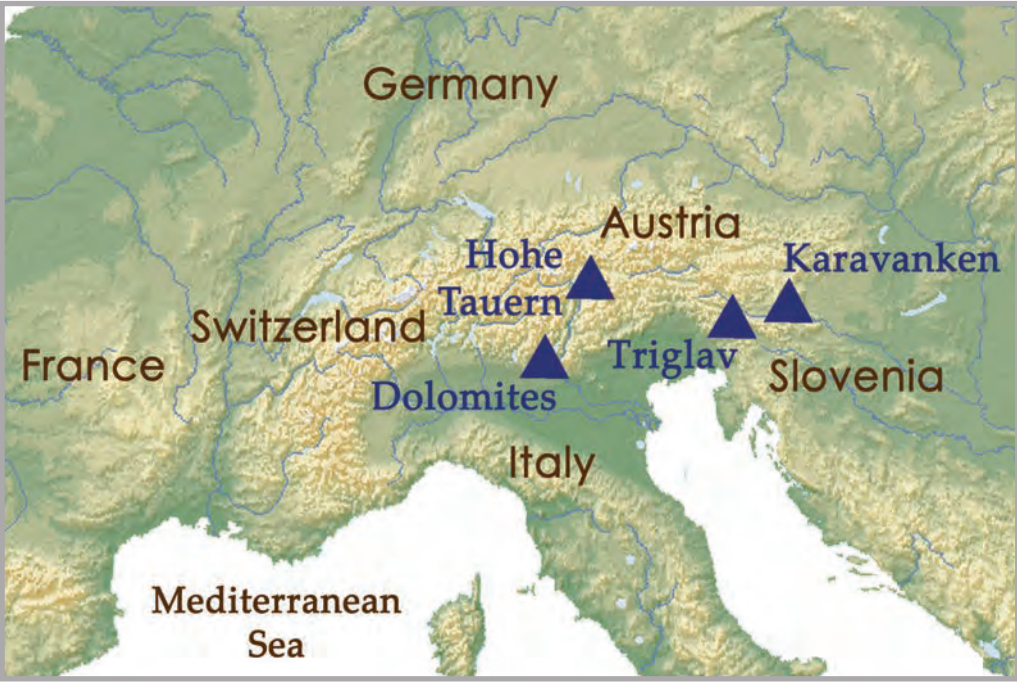 Germany
Austria
Hohe
Tauern
Karavanken
Switzerland
France
Triglav
Dolomites
Slovenia
Italy
Mediterranean
Sea